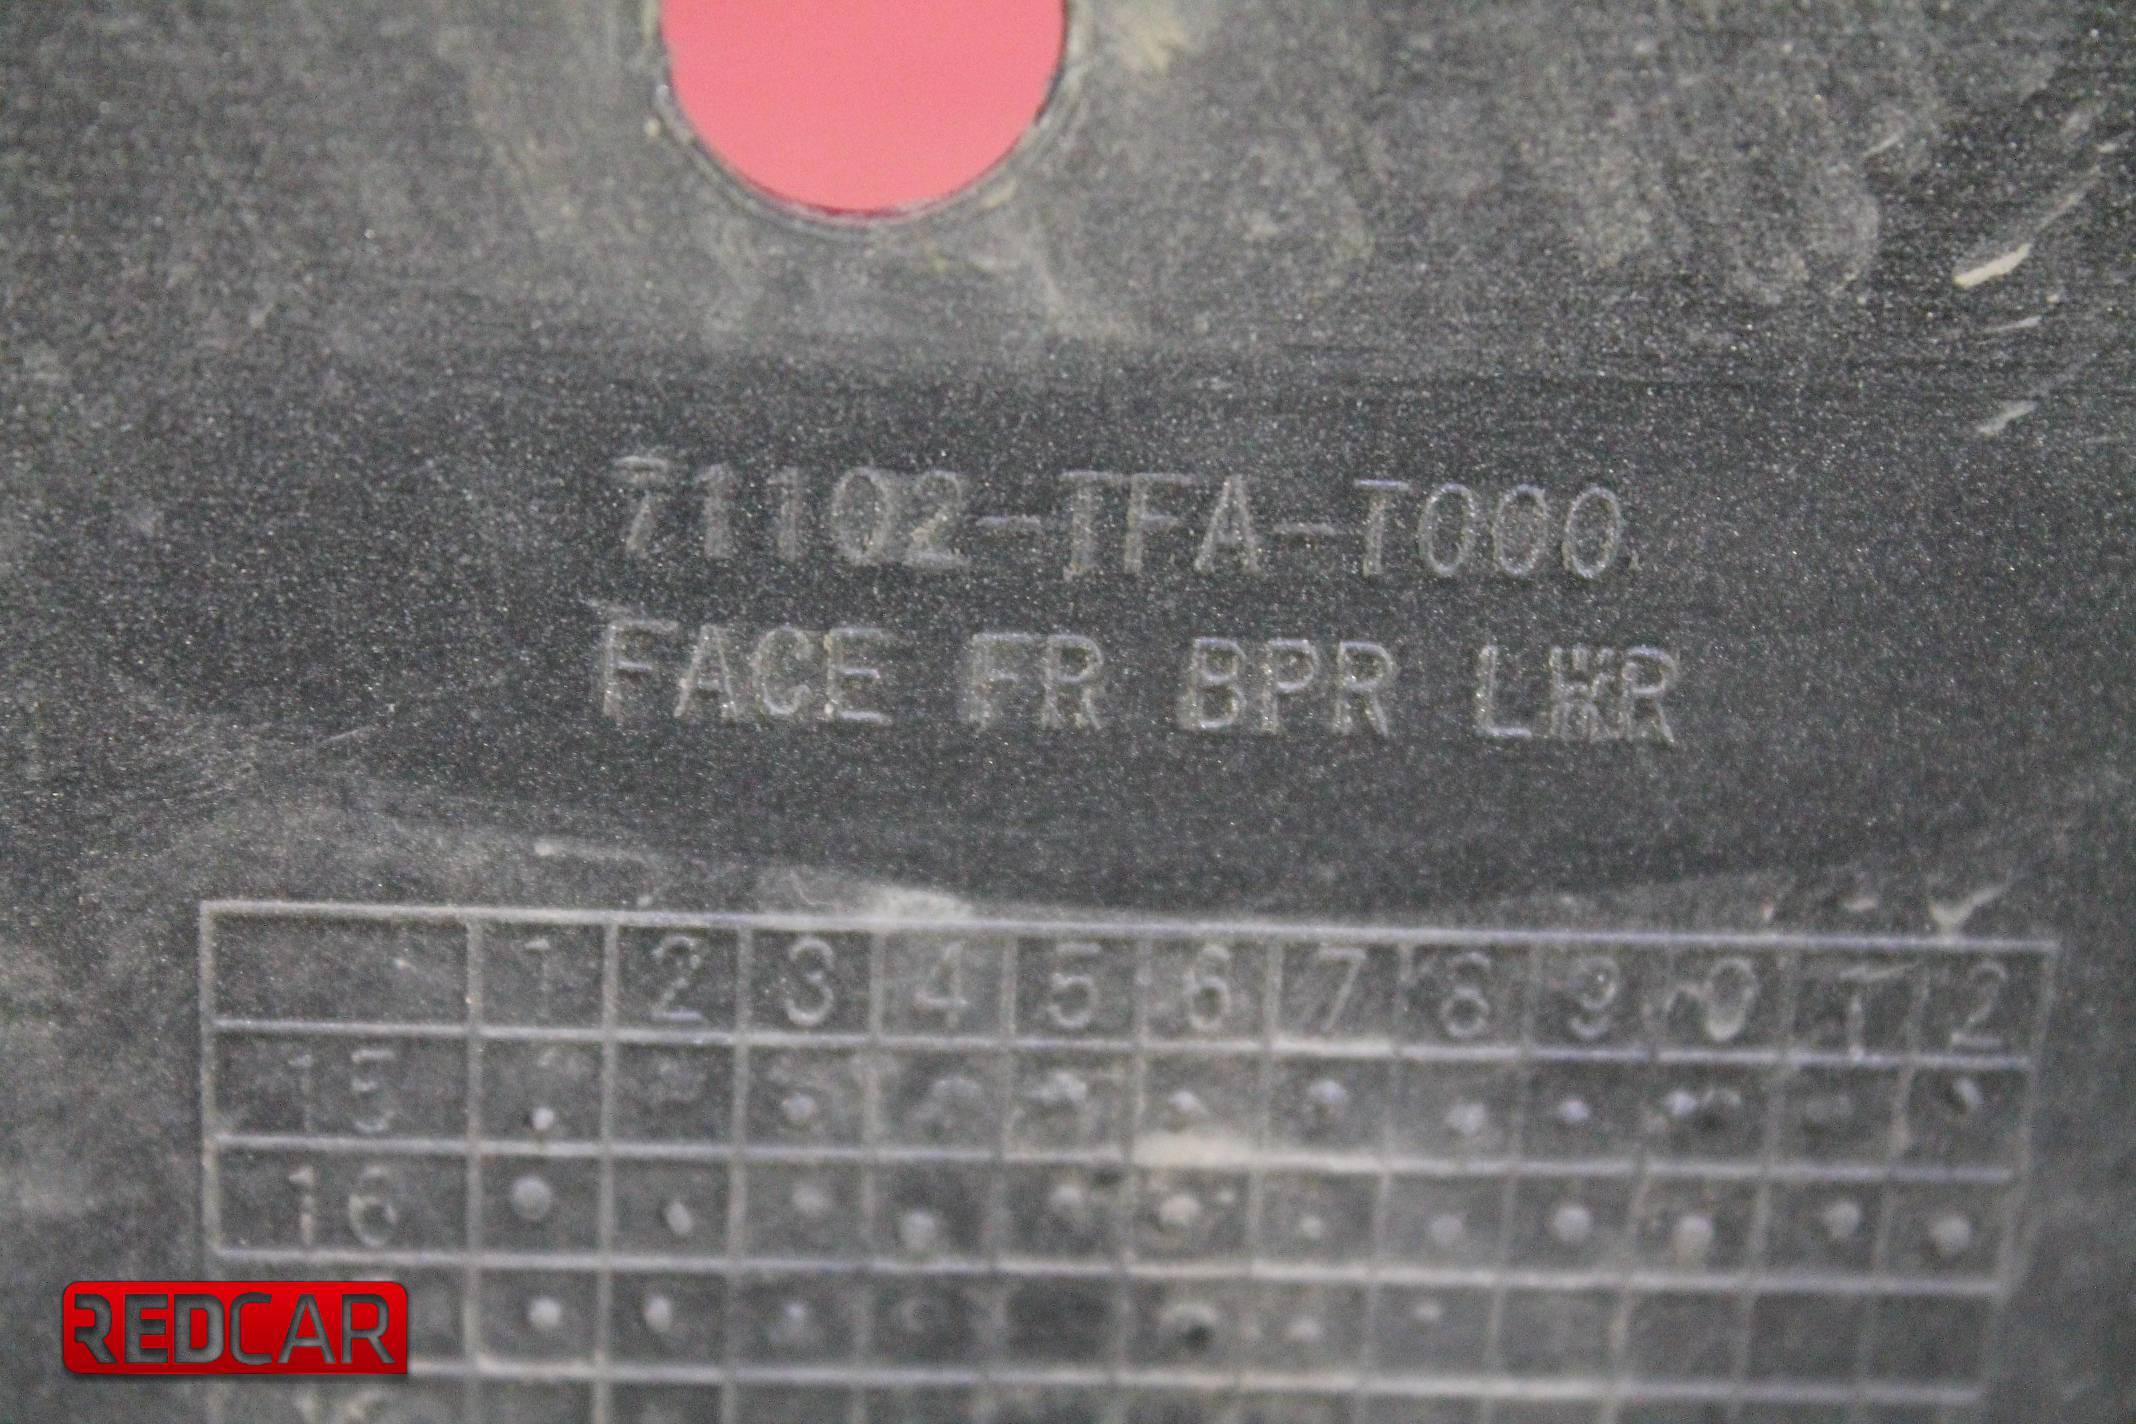 71102-TFA-T000
FACE FR BPR LWR
1 2 3 4 5 6 7 8 9 0 1 2
15
16
REDCAR